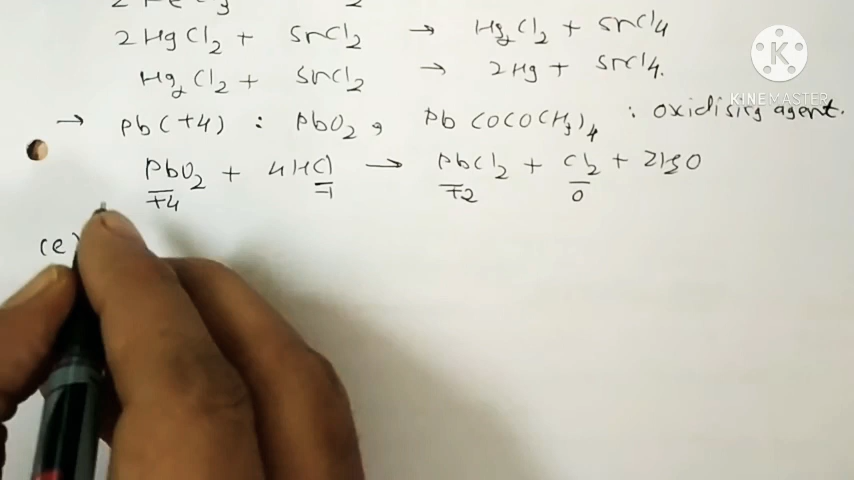 2HgCl2 + SnCl2 → Hg2Cl2 + SnCl4
Hg2Cl2 + SnCl2 → 2Hg + SnCl4.
→ Pb(+4) : PbO2, Pb(OCOCH3)4 : oxidising agent.
PbO2 + 4HCl → PbCl2 + Cl2 + 2H2O
+4 -1 +2 0
(e)
K
KINEMASTER